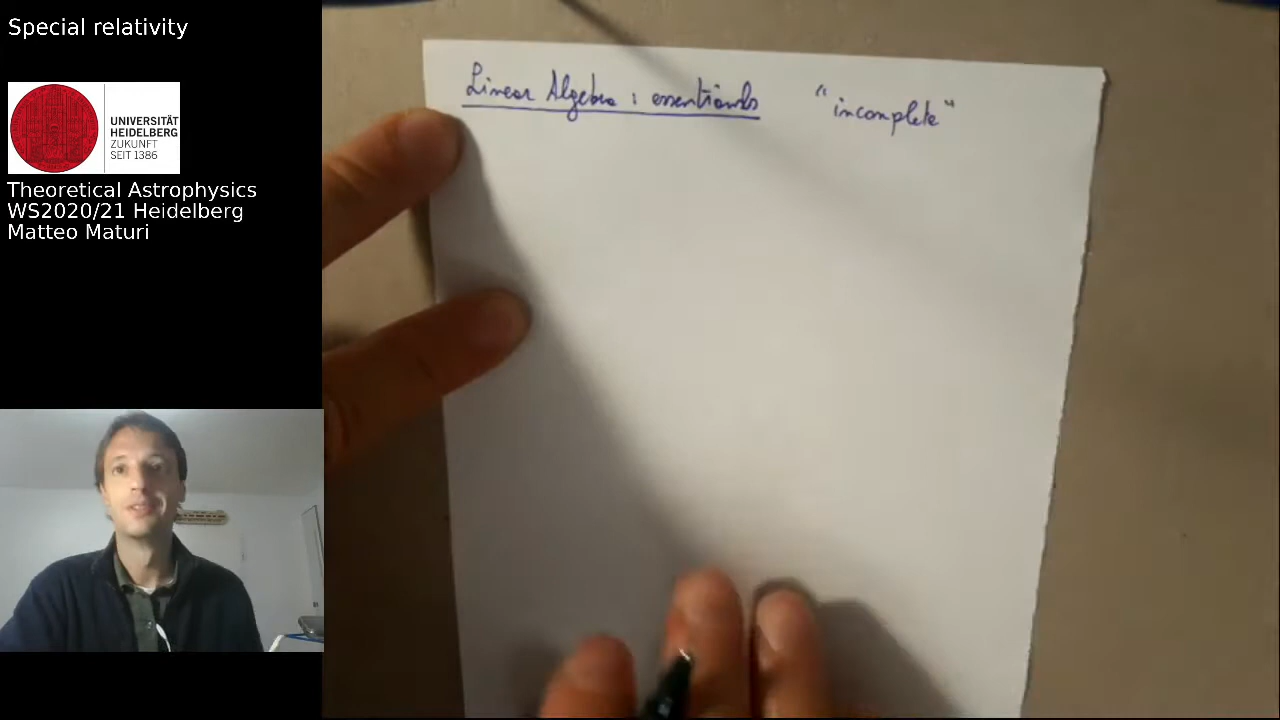 Special relativity
UNIVERSITÄT
HEIDELBERG
ZUKUNFT
SEIT 1386
Theoretical Astrophysics
WS2020/21 Heidelberg
Matteo Maturi
Linear Algebra : essentials "incomplete"